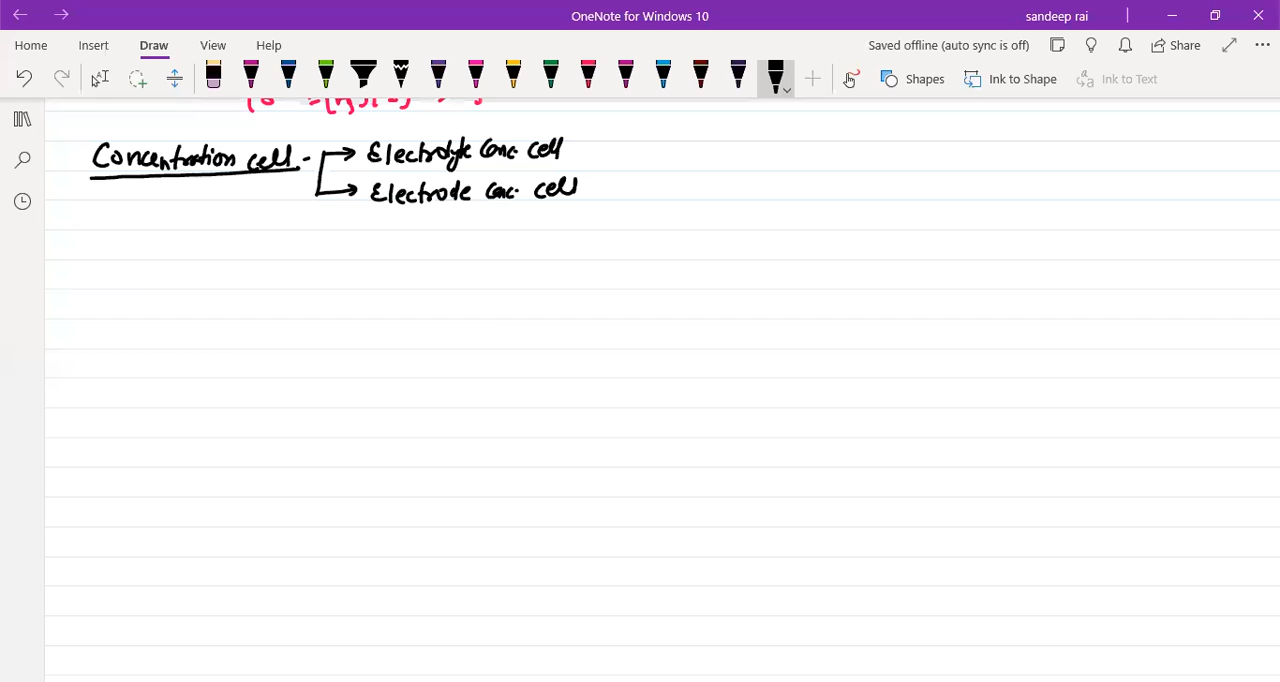 OneNote for Windows 10
sandeep rai
Home Insert Draw View Help
Saved offline (auto sync is off) Share
Shapes Ink to Shape Ink to Text
Concentration cell - Electrolyte Conc. cell
Electrode Conc. cell